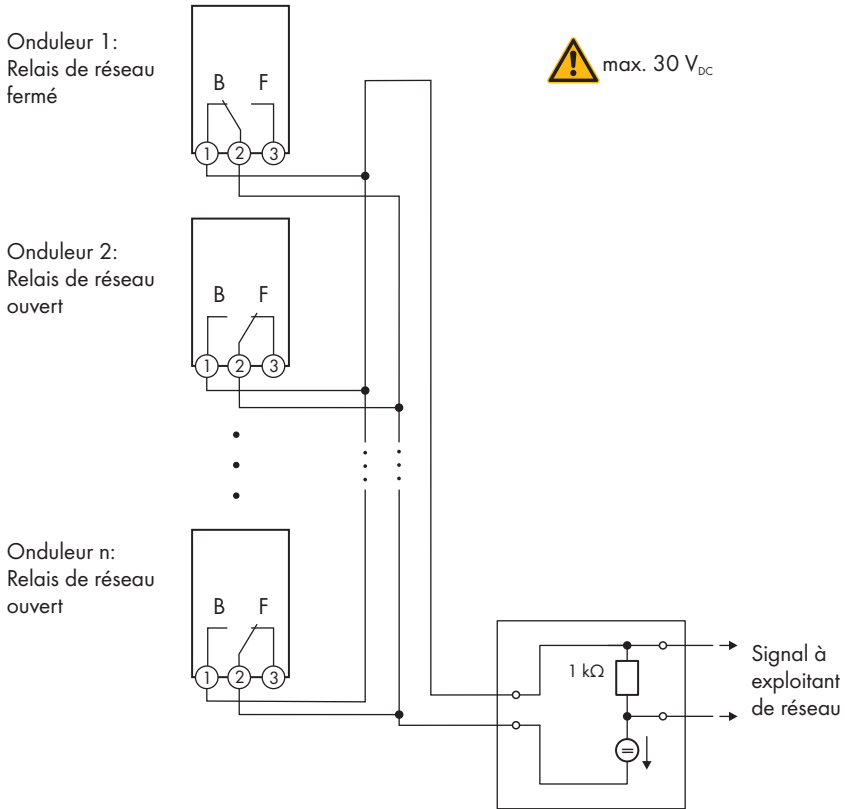 Onduleur 1:
Relais de réseau
fermé
B F
1 2 3
max. 30 V_DC
Onduleur 2:
Relais de réseau
ouvert
B F
1 2 3
Onduleur n:
Relais de réseau
ouvert
B F
1 2 3
1 kΩ
Signal à
exploitant
de réseau